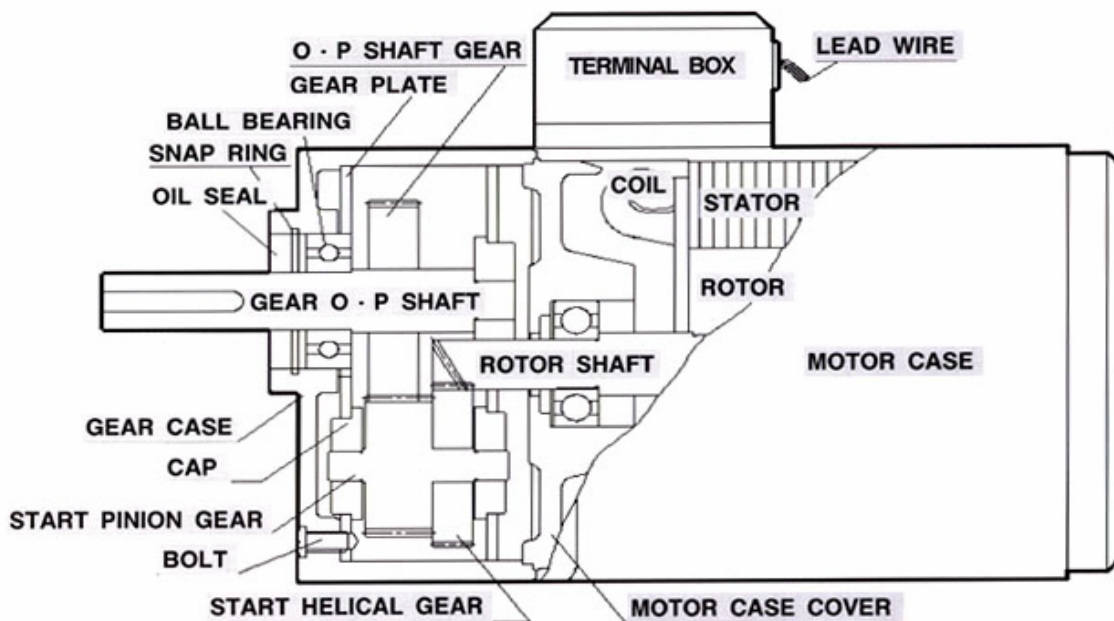 O · P SHAFT GEAR
GEAR PLATE
BALL BEARING
SNAP RING
OIL SEAL
TERMINAL BOX
LEAD WIRE
COIL
STATOR
GEAR O · P SHAFT
ROTOR
ROTOR SHAFT
MOTOR CASE
GEAR CASE
CAP
START PINION GEAR
BOLT
START HELICAL GEAR
MOTOR CASE COVER